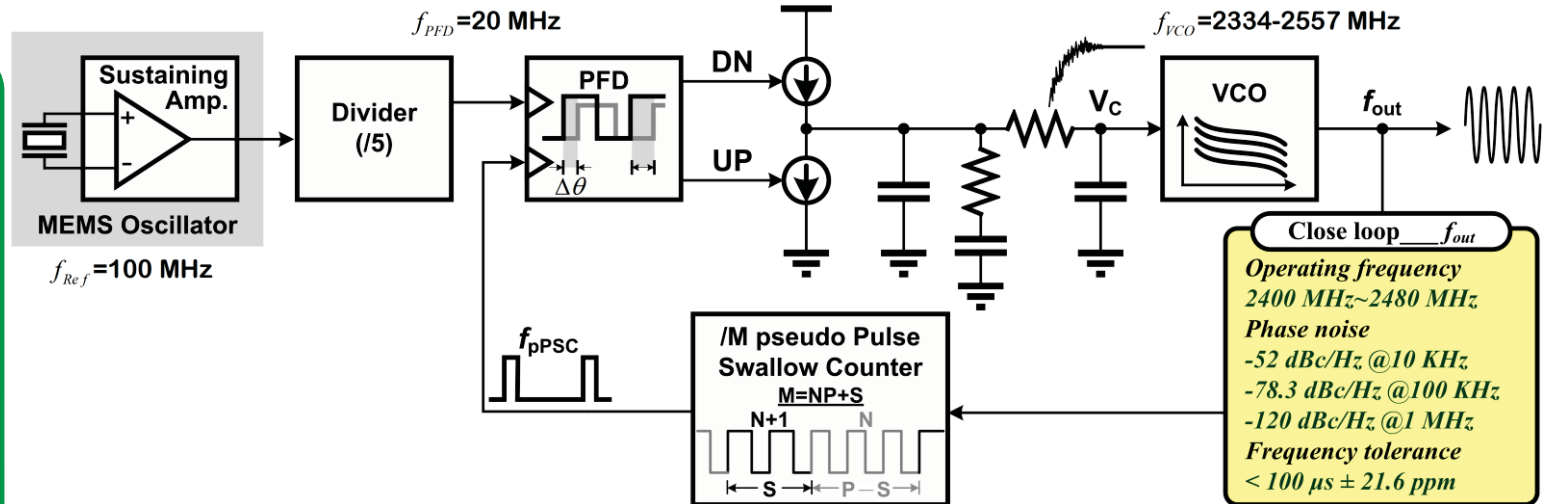 f_PFD=20 MHz
f_VCO=2334-2557 MHz
Sustaining
Amp.
+
−
MEMS Oscillator
f_Ref=100 MHz
Divider
(/5)
PFD
Δθ
DN
UP
V_C
VCO
f_out
Close loop___f_out
Operating frequency
2400 MHz~2480 MHz
Phase noise
-52 dBc/Hz @10 KHz
-78.3 dBc/Hz @100 KHz
-120 dBc/Hz @1 MHz
Frequency tolerance
< 100 μs ± 21.6 ppm
f_pPSC
/M pseudo Pulse
Swallow Counter
M=NP+S
N+1 N
S P−S